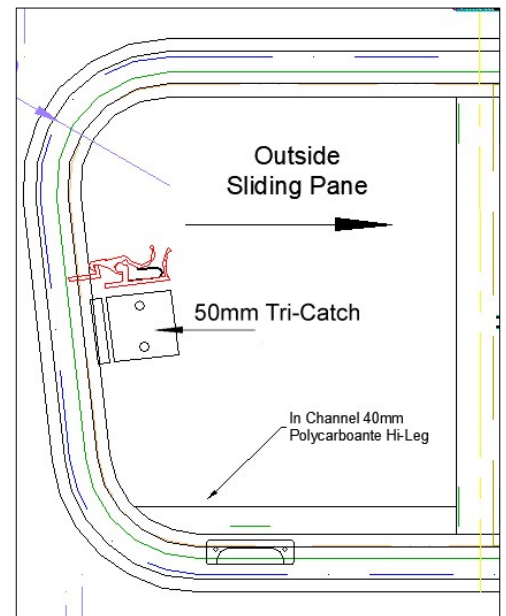 Outside
Sliding Pane
50mm Tri-Catch
In Channel 40mm
Polycarboante Hi-Leg